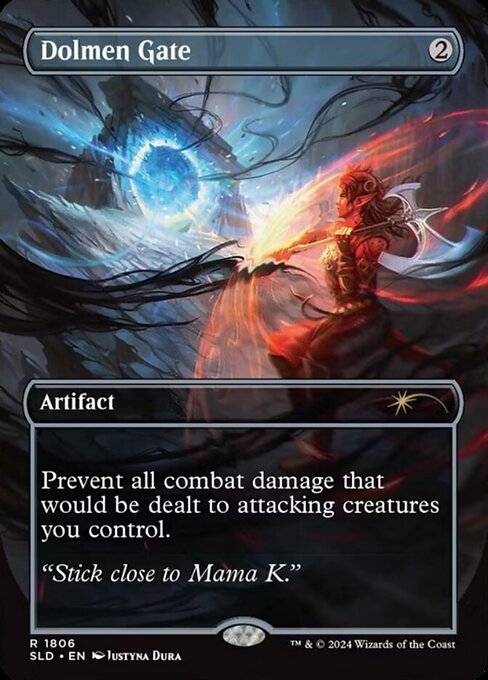 Dolmen Gate 2
Artifact
Prevent all combat damage that
would be dealt to attacking creatures
you control.
“Stick close to Mama K.”
R 1806
SLD • EN Justyna Dura
™ & © 2024 Wizards of the Coast